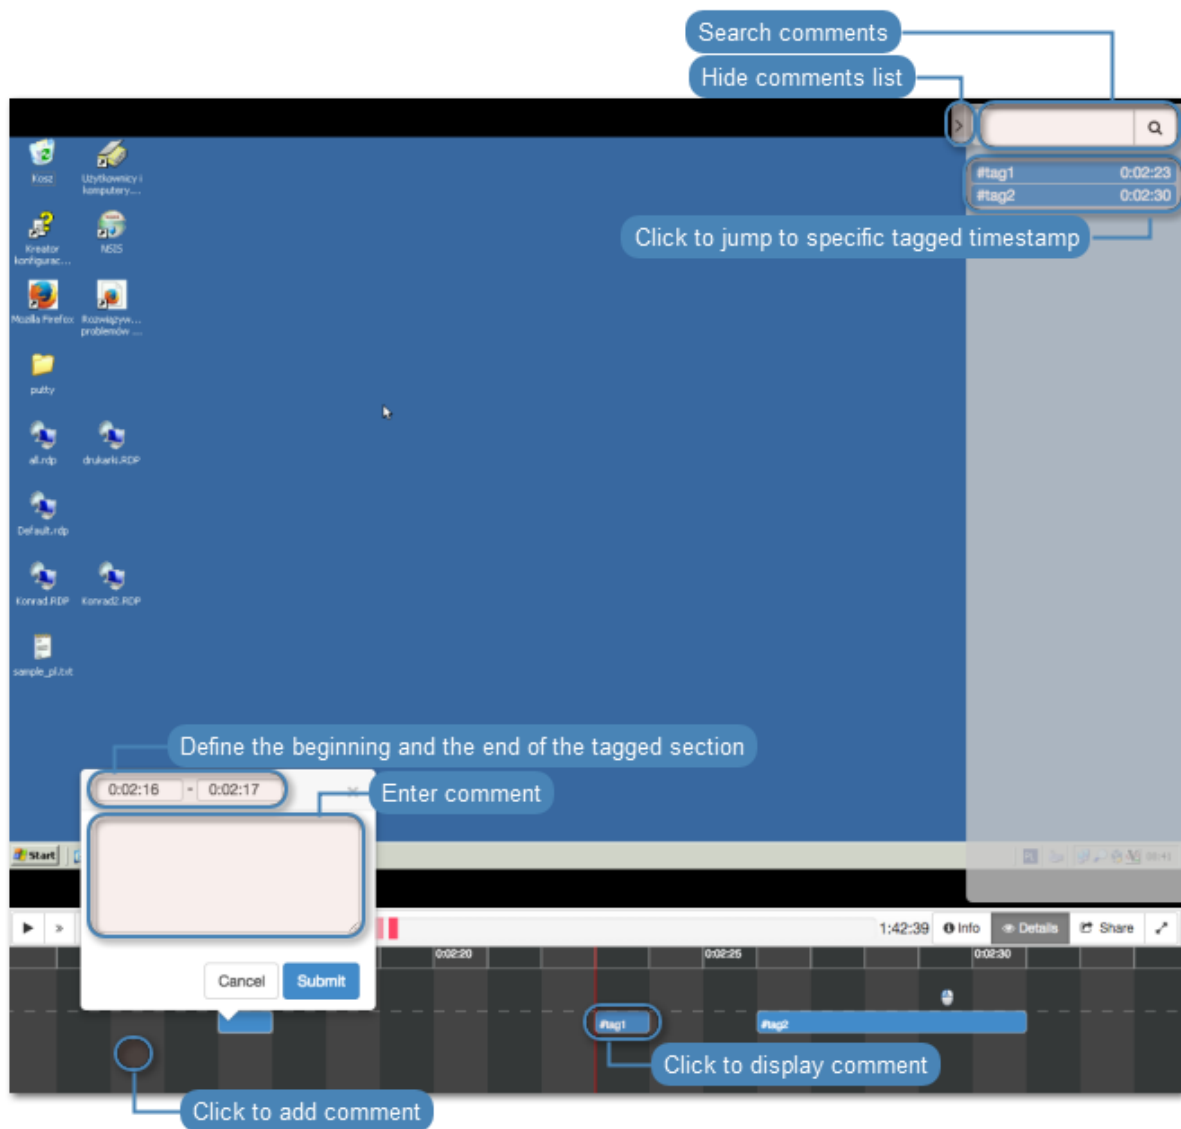 Search comments
Hide comments list
#tag1 0:02:23
#tag2 0:02:30
Click to jump to specific tagged timestamp
Kosz
Użytkownicy i
komputery....
Kreator
konfigurac...
NSIS
Mozilla Firefox
Rozwiązyw...
problemów ...
putty
all.rdp
drukarki.RDP
Default.rdp
Konrad.RDP
Konrad2.RDP
sample_pl.txt
Define the beginning and the end of the tagged section
0:02:16 - 0:02:17
Enter comment
Start
PL
Cancel
Submit
1:42:39
Info
Details
Share
0:02:20
0:02:25
0:02:30
#tag1
#tag2
Click to display comment
Click to add comment